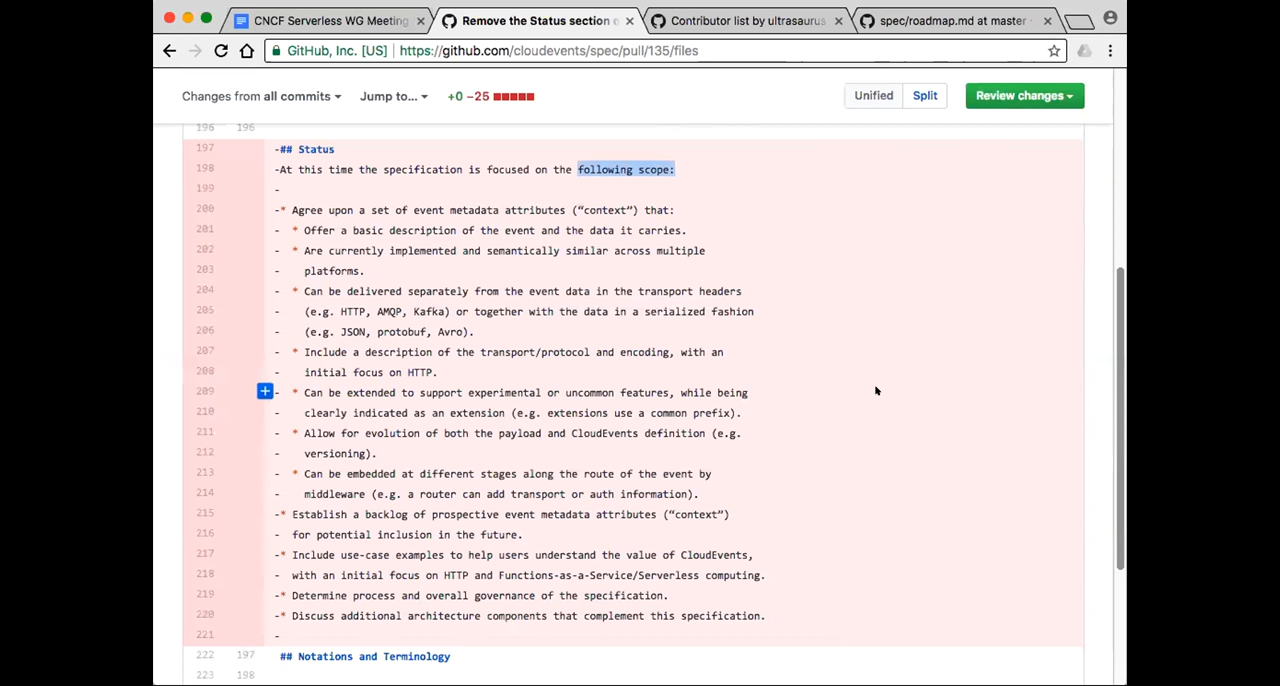 CNCF Serverless WG Meeting
Remove the Status section o
Contributor list by ultrasaurus
spec/roadmap.md at master
GitHub, Inc. [US] | https://github.com/cloudevents/spec/pull/135/files
Changes from all commits Jump to... +0 −25
Unified Split Review changes
196 196
197 -## Status
198 -At this time the specification is focused on the following scope:
199 -
200 -* Agree upon a set of event metadata attributes (“context”) that:
201 - * Offer a basic description of the event and the data it carries.
202 - * Are currently implemented and semantically similar across multiple
203 - platforms.
204 - * Can be delivered separately from the event data in the transport headers
205 - (e.g. HTTP, AMQP, Kafka) or together with the data in a serialized fashion
206 - (e.g. JSON, protobuf, Avro).
207 - * Include a description of the transport/protocol and encoding, with an
208 - initial focus on HTTP.
209 + - * Can be extended to support experimental or uncommon features, while being
210 - clearly indicated as an extension (e.g. extensions use a common prefix).
211 - * Allow for evolution of both the payload and CloudEvents definition (e.g.
212 - versioning).
213 - * Can be embedded at different stages along the route of the event by
214 - middleware (e.g. a router can add transport or auth information).
215 -* Establish a backlog of prospective event metadata attributes (“context”)
216 - for potential inclusion in the future.
217 -* Include use-case examples to help users understand the value of CloudEvents,
218 - with an initial focus on HTTP and Functions-as-a-Service/Serverless computing.
219 -* Determine process and overall governance of the specification.
220 -* Discuss additional architecture components that complement this specification.
221 -
222 197 ## Notations and Terminology
223 198